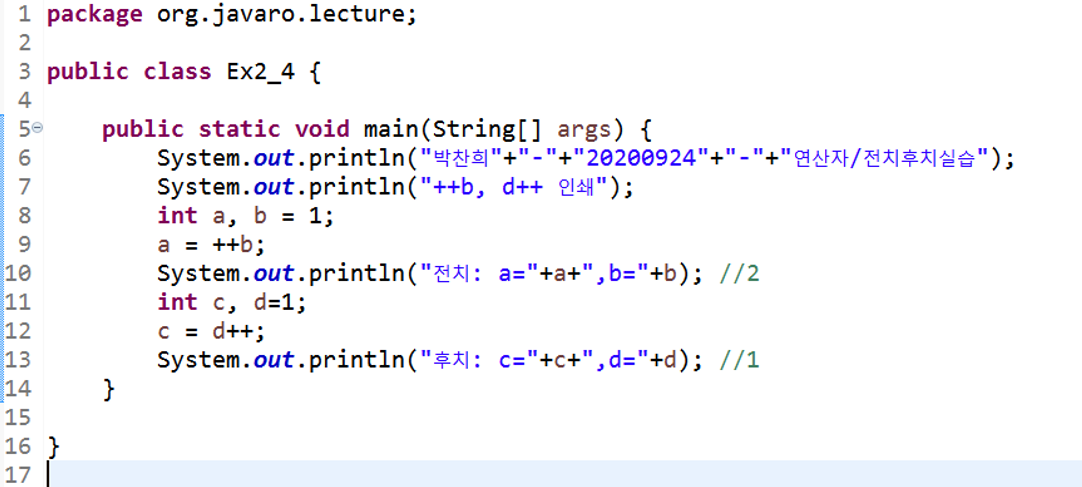 1 package org.javaro.lecture;
2
3 public class Ex2_4 {
4
5 public static void main(String[] args) {
6 System.out.println("박찬희"+"-"+"20200924"+"-"+"연산자/전치후치실습");
7 System.out.println("++b, d++ 인쇄");
8 int a, b = 1;
9 a = ++b;
10 System.out.println("전치: a="+a+",b="+b); //2
11 int c, d=1;
12 c = d++;
13 System.out.println("후치: c="+c+",d="+d); //1
14 }
15
16 }
17